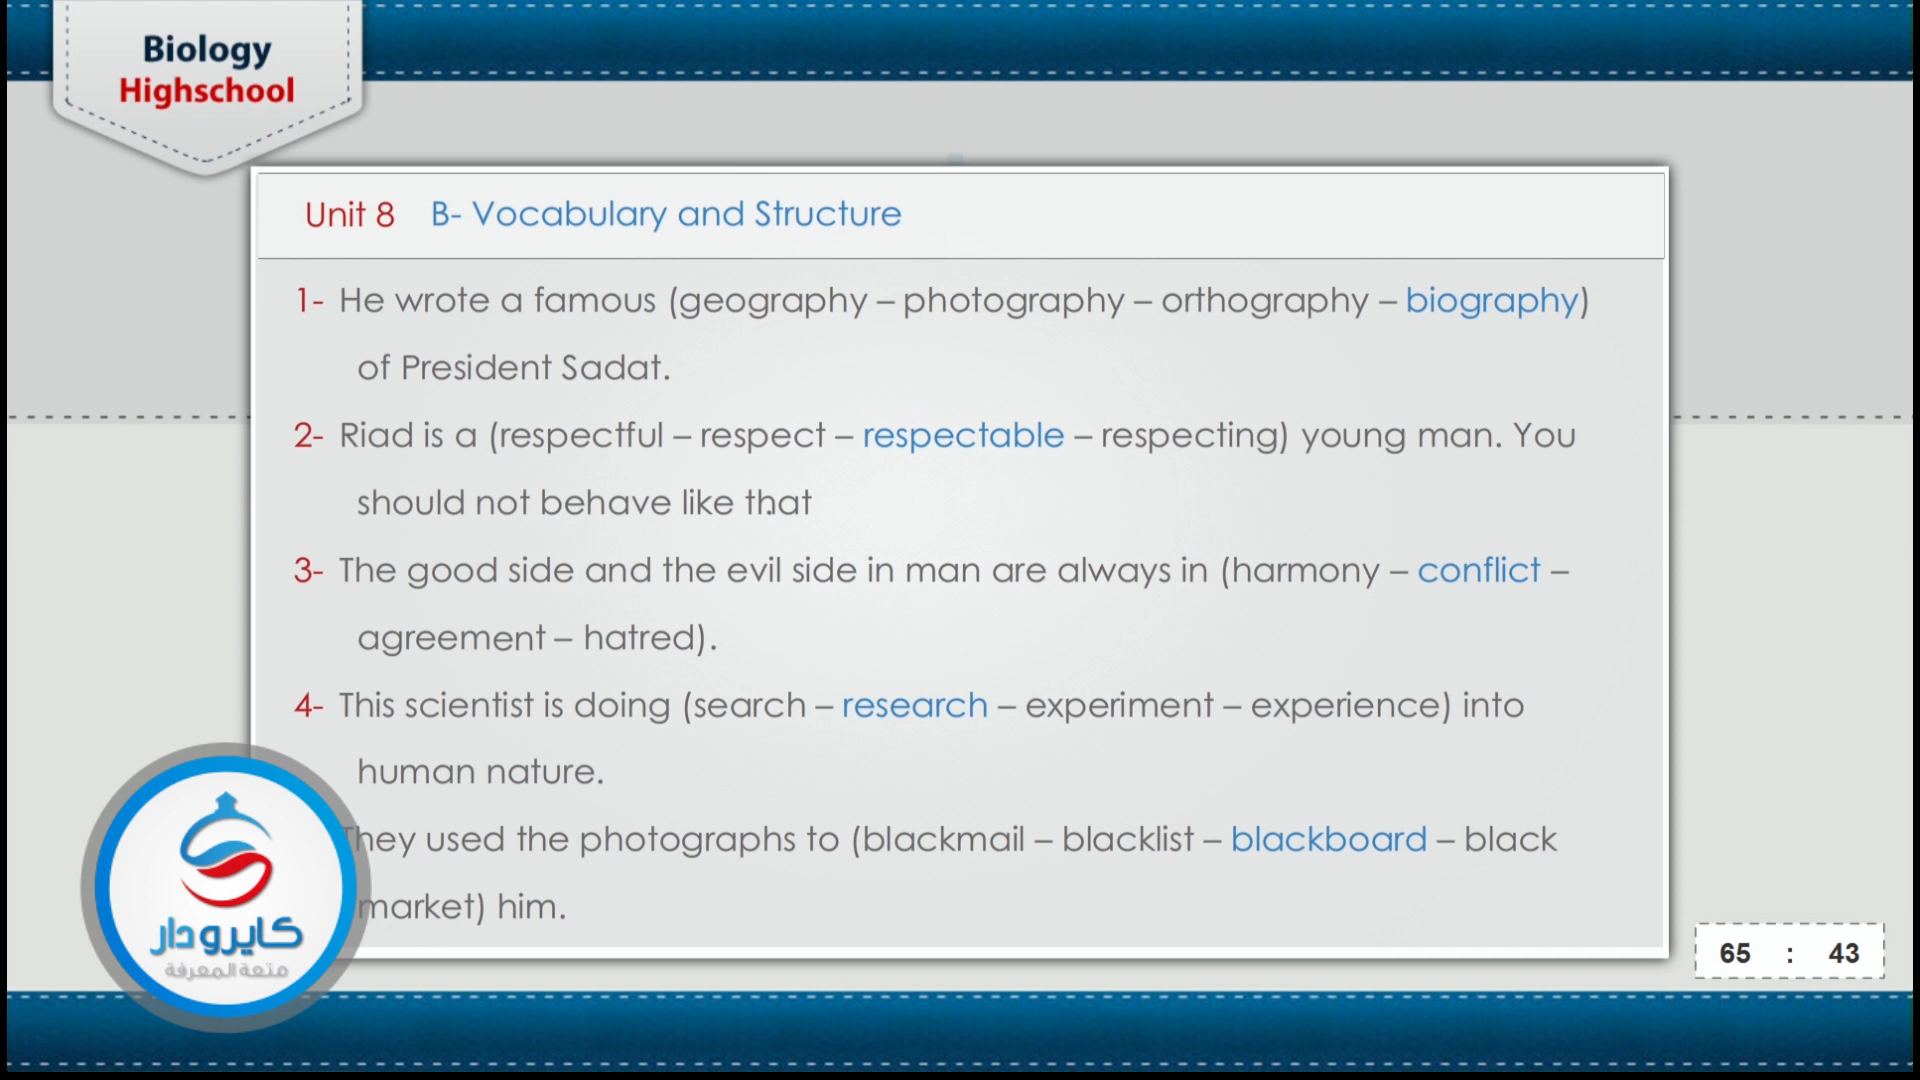 Biology
Highschool
Unit 8 B- Vocabulary and Structure
1- He wrote a famous (geography – photography – orthography – biography)
of President Sadat.
2- Riad is a (respectful – respect – respectable – respecting) young man. You
should not behave like that
3- The good side and the evil side in man are always in (harmony – conflict –
agreement – hatred).
4- This scientist is doing (search – research – experiment – experience) into
human nature.
They used the photographs to (blackmail – blacklist – blackboard – black
market) him.
كايرودار
متعة المعرفة
65 : 43